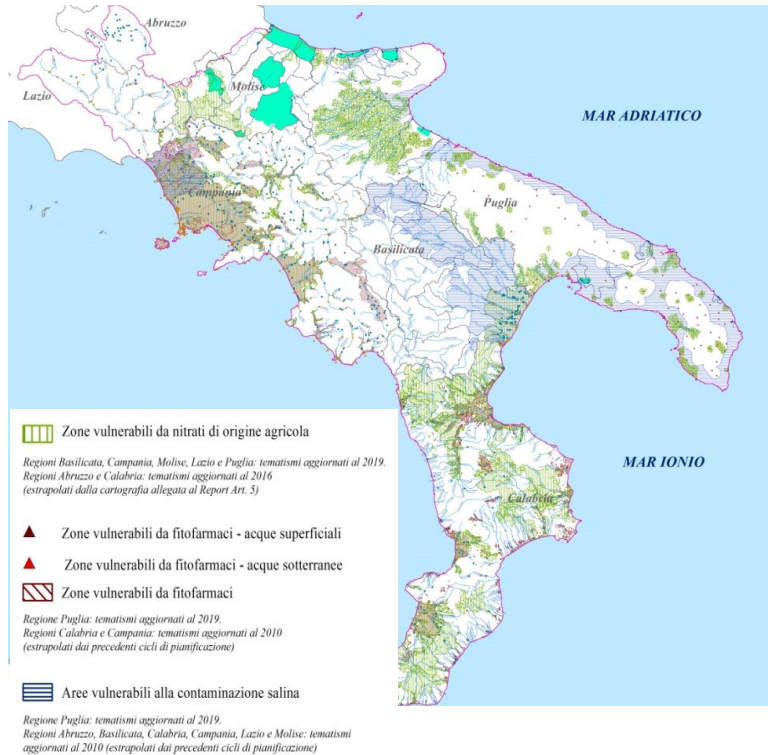 Abruzzo
Lazio
Molise
MAR ADRIATICO
Campania
Puglia
Basilicata
MAR IONIO
Calabria
Zone vulnerabili da nitrati di origine agricola
Regioni Basilicata, Campania, Molise, Lazio e Puglia: tematismi aggiornati al 2019.
Regioni Abruzzo e Calabria: tematismi aggiornati al 2016
(estrapolati dalla cartografia allegata al Report Art. 5)
Zone vulnerabili da fitofarmaci - acque superficiali
Zone vulnerabili da fitofarmaci - acque sotterranee
Zone vulnerabili da fitofarmaci
Regione Puglia: tematismi aggiornati al 2019.
Regioni Calabria e Campania: tematismi aggiornati al 2010
(estrapolati dai precedenti cicli di pianificazione)
Aree vulnerabili alla contaminazione salina
Regione Puglia: tematismi aggiornati al 2019.
Regioni Abruzzo, Basilicata, Calabria, Campania, Lazio e Molise: tematismi
aggiornati al 2010 (estrapolati dai precedenti cicli di pianificazione)